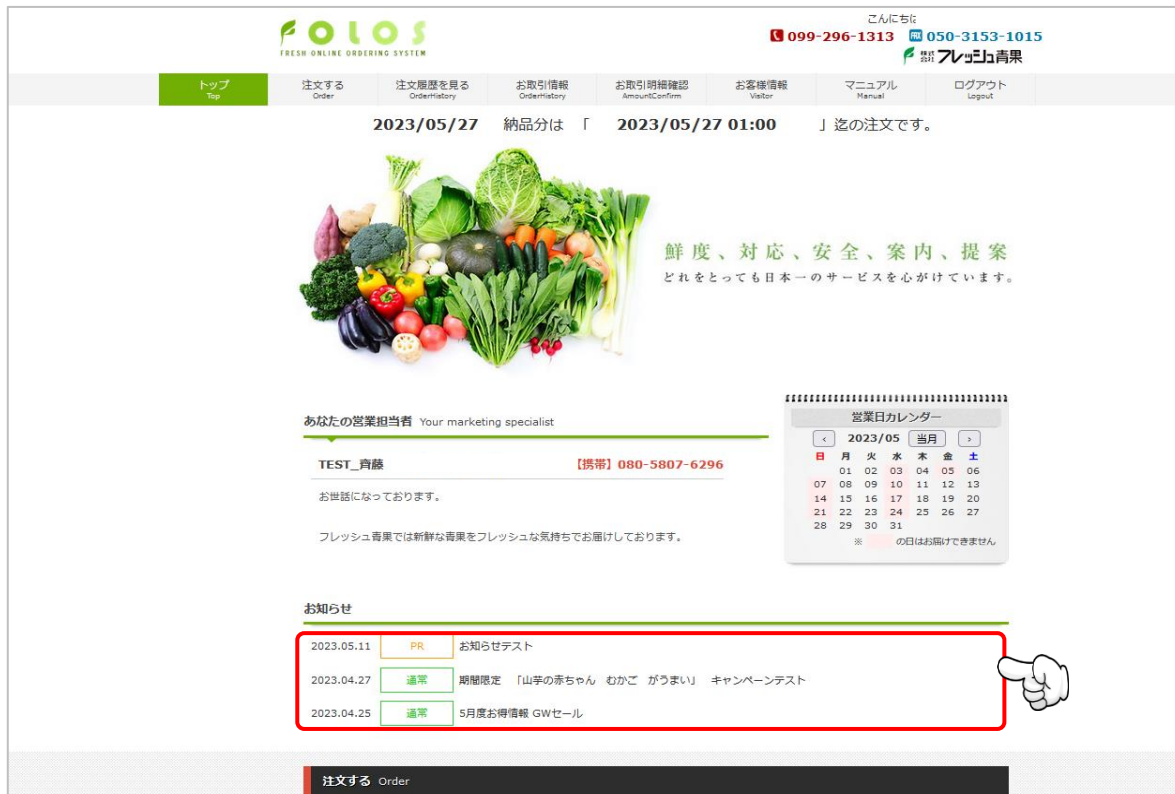 FOLOS
FRESH ONLINE ORDERING SYSTEM
こんにちは
099-296-1313 FAX 050-3153-1015
株式会社 フレッシュ青果
トップ 注文する 注文履歴を見る お取引情報 お取引明細確認 お客様情報 マニュアル ログアウト
Top Order OrderHistory OrderHistory AmountConfirm Visitor Manual Logout
2023/05/27 納品分は 「 2023/05/27 01:00 」迄の注文です。
鮮度、対応、安全、案内、提案
どれをとっても日本一のサービスを心がけています。
あなたの営業担当者 Your marketing specialist
TEST_齊藤 【携帯】080-5807-6296
お世話になっております。
フレッシュ青果では新鮮な青果をフレッシュな気持ちでお届けしております。
営業日カレンダー
‹ 2023/05 当月 ›
日 月 火 水 木 金 土
01 02 03 04 05 06
07 08 09 10 11 12 13
14 15 16 17 18 19 20
21 22 23 24 25 26 27
28 29 30 31
※ の日はお届けできません
お知らせ
2023.05.11 PR お知らせテスト
2023.04.27 通常 期間限定 「山芋の赤ちゃん むかご がうまい」 キャンペーンテスト
2023.04.25 通常 5月度お得情報 GWセール
注文する Order